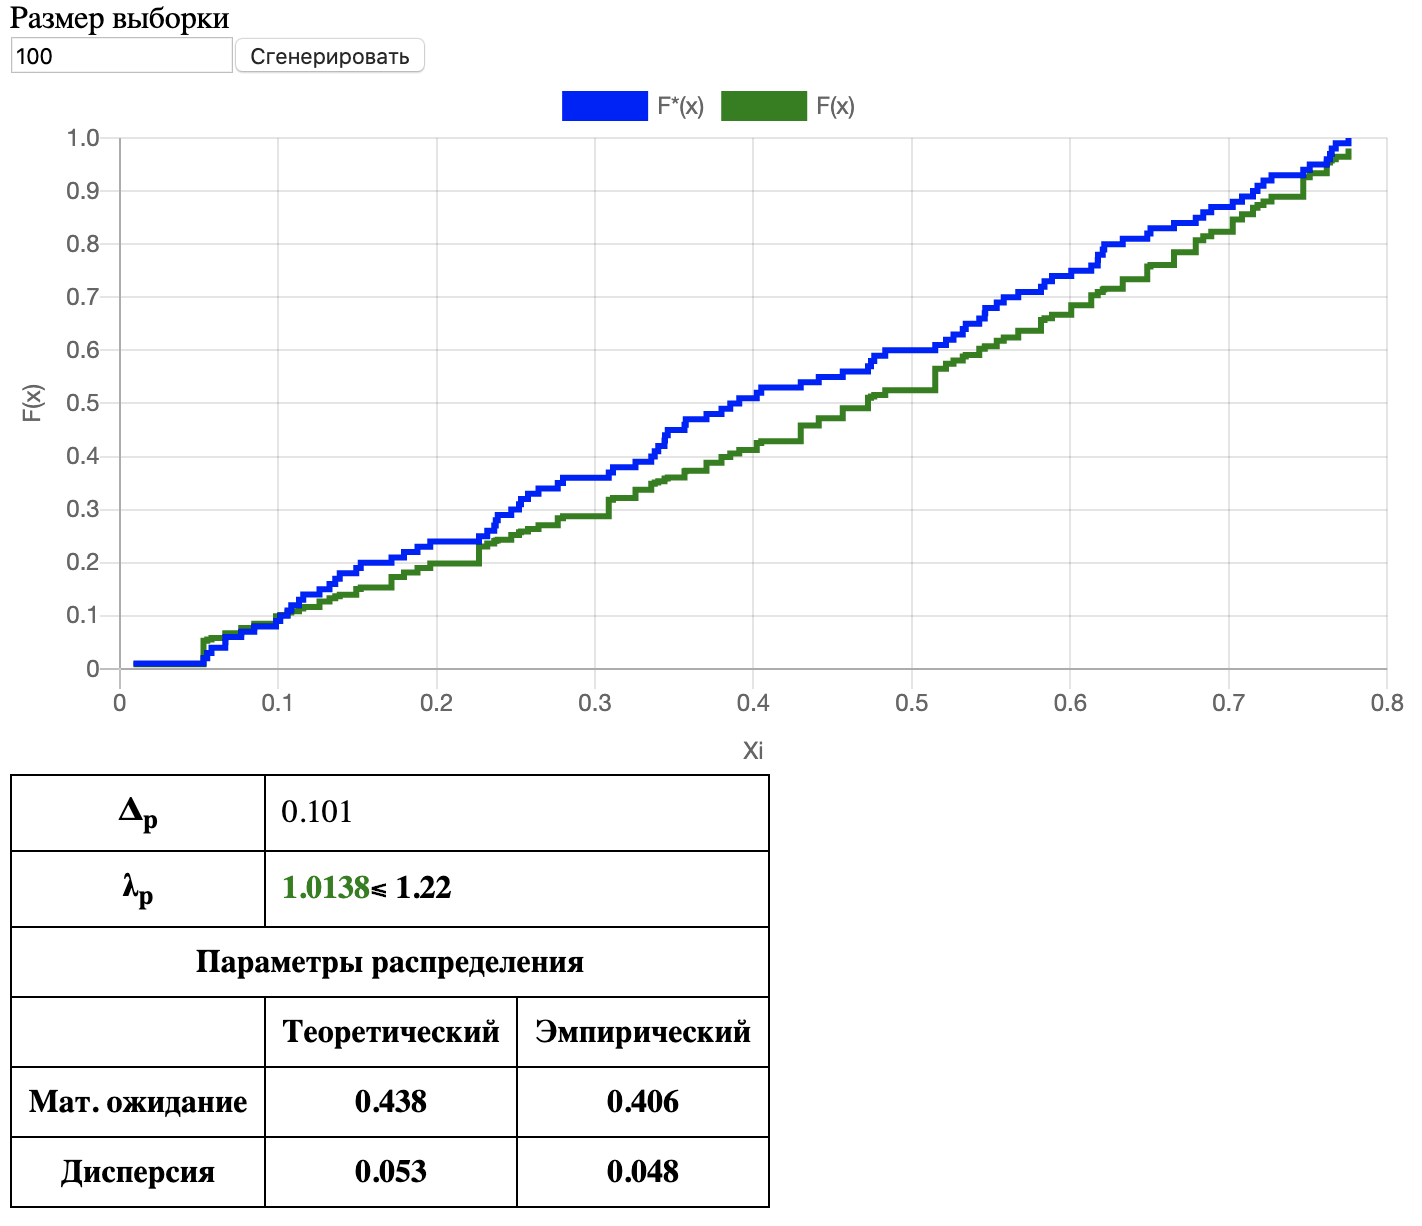 Размер выборки
100 Сгенерировать
F*(x) F(x)
1.0
0.9
0.8
0.7
0.6
0.5
0.4
0.3
0.2
0.1
0
F(x)
0 0.1 0.2 0.3 0.4 0.5 0.6 0.7 0.8
Xi
Δp 0.101
λp 1.0138⩽ 1.22
Параметры распределения
Теоретический Эмпирический
Мат. ожидание 0.438 0.406
Дисперсия 0.053 0.048